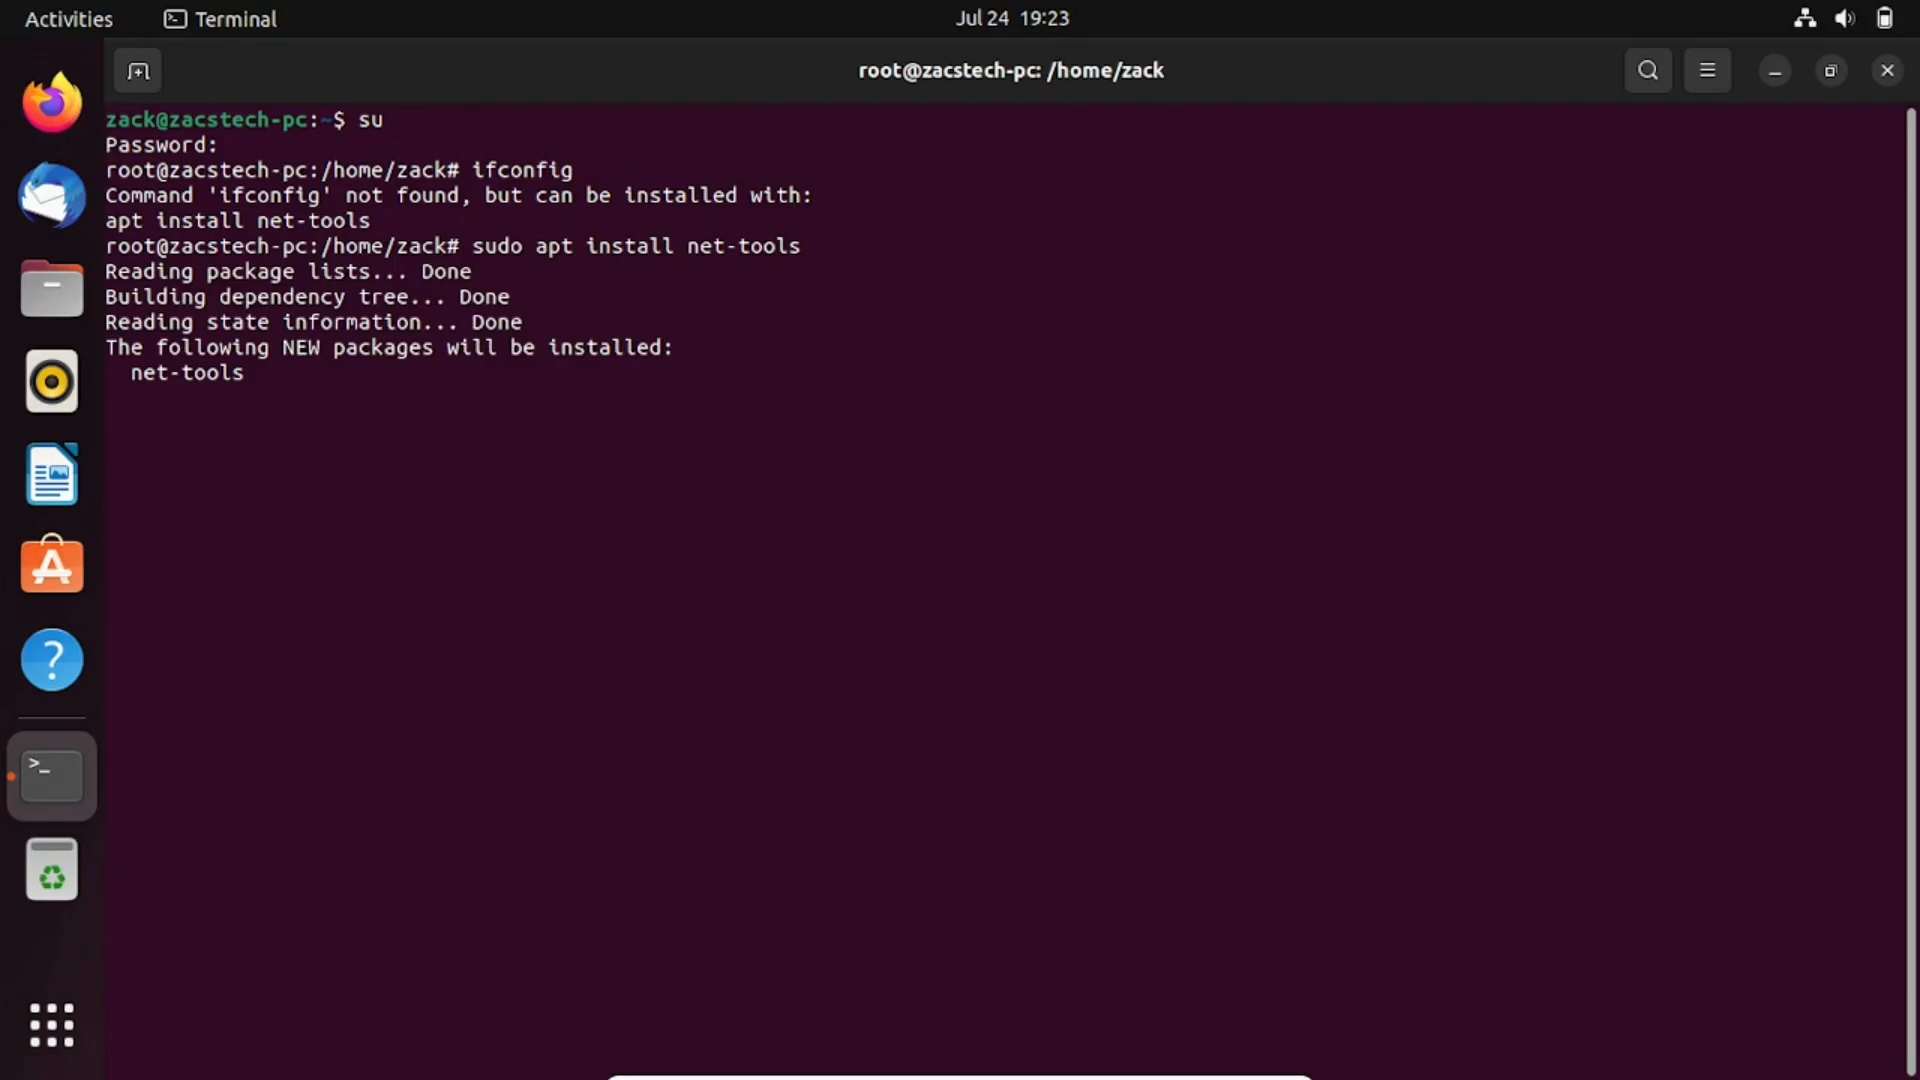 Activities
Terminal
Jul 24 19:23
root@zacstech-pc: /home/zack
zack@zacstech-pc:~$ su
Password:
root@zacstech-pc:/home/zack# ifconfig
Command 'ifconfig' not found, but can be installed with:
apt install net-tools
root@zacstech-pc:/home/zack# sudo apt install net-tools
Reading package lists... Done
Building dependency tree... Done
Reading state information... Done
The following NEW packages will be installed:
  net-tools